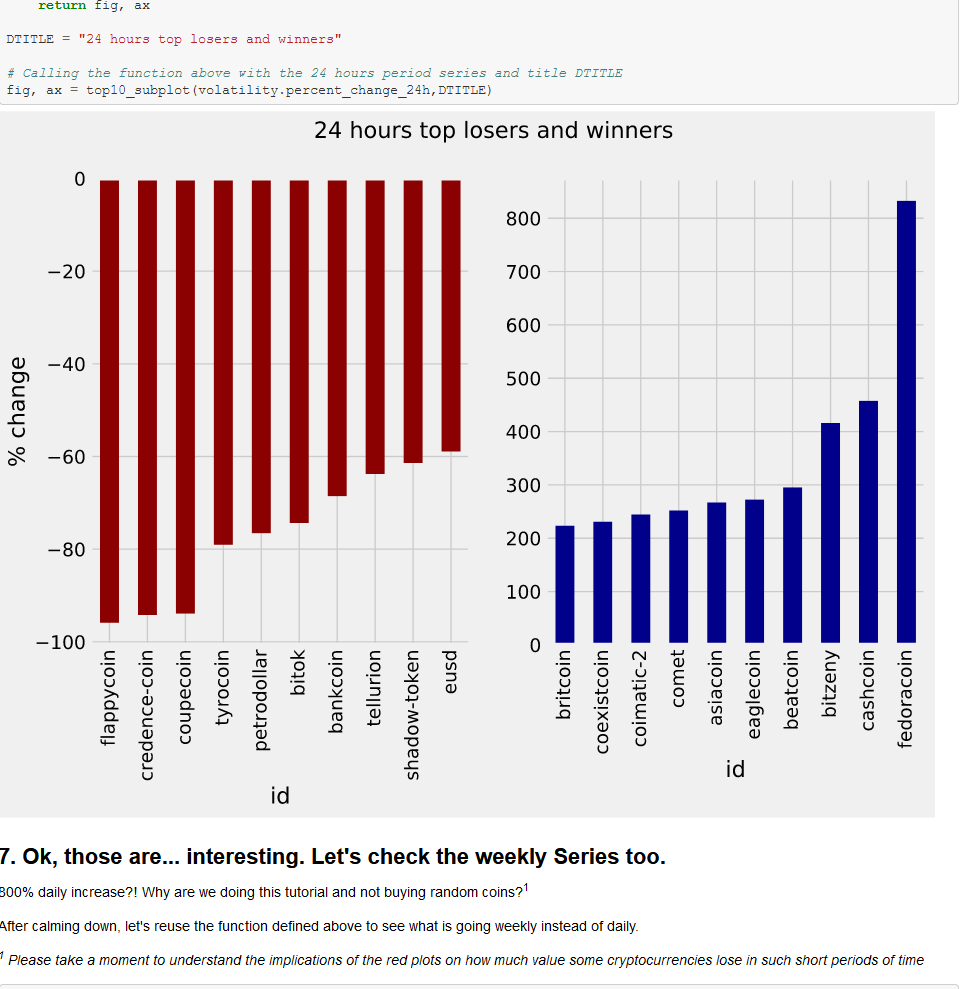 return fig, ax
DTITLE = "24 hours top losers and winners"
# Calling the function above with the 24 hours period series and title DTITLE
fig, ax = top10_subplot(volatility.percent_change_24h,DTITLE)
24 hours top losers and winners
% change
0
−20
−40
−60
−80
−100
flappycoin
credence-coin
coupecoin
tyrocoin
petrodollar
bitok
bankcoin
tellurion
shadow-token
eusd
id
800
700
600
500
400
300
200
100
0
britcoin
coexistcoin
coimatic-2
comet
asiacoin
eaglecoin
beatcoin
bitzeny
cashcoin
fedoracoin
id
7. Ok, those are... interesting. Let's check the weekly Series too.
800% daily increase?! Why are we doing this tutorial and not buying random coins?1
After calming down, let's reuse the function defined above to see what is going weekly instead of daily.
1 Please take a moment to understand the implications of the red plots on how much value some cryptocurrencies lose in such short periods of time